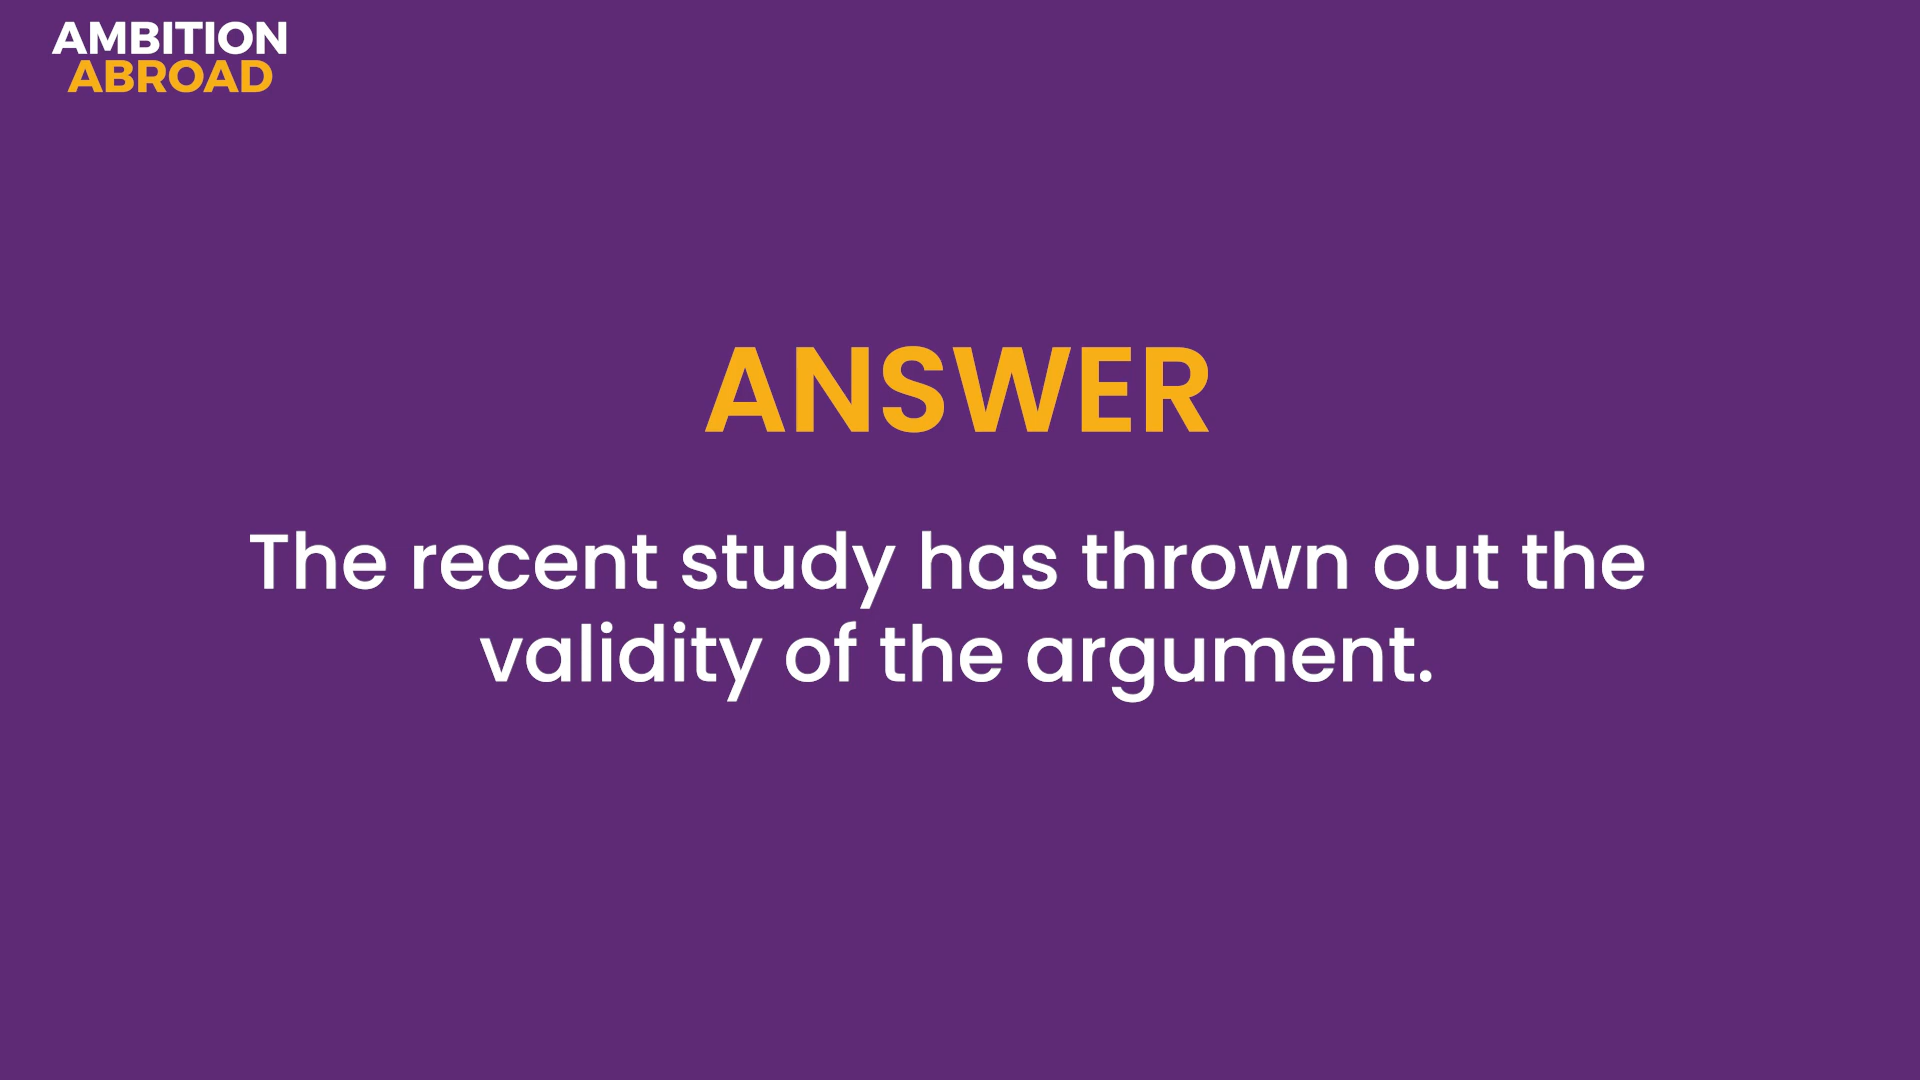 AMBITION
ABROAD
ANSWER
The recent study has thrown out the
validity of the argument.